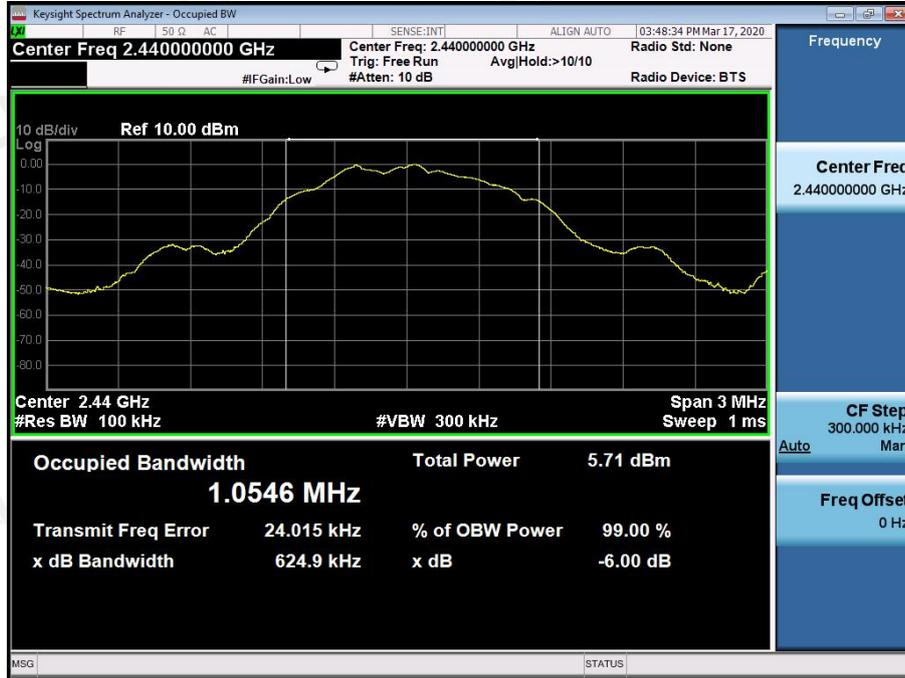 Keysight Spectrum Analyzer - Occupied BW
LXI RF 50 Ω AC SENSE:INT ALIGN AUTO 03:48:34 PM Mar 17, 2020
Center Freq 2.440000000 GHz
Center Freq: 2.440000000 GHz Radio Std: None
Trig: Free Run Avg|Hold:>10/10
#IFGain:Low #Atten: 10 dB Radio Device: BTS
Frequency
10 dB/div Ref 10.00 dBm
Log
0.00
-10.0
-20.0
-30.0
-40.0
-50.0
-60.0
-70.0
-80.0
Center 2.44 GHz Span 3 MHz
#Res BW 100 kHz #VBW 300 kHz Sweep 1 ms
Occupied Bandwidth Total Power 5.71 dBm
1.0546 MHz
Transmit Freq Error 24.015 kHz % of OBW Power 99.00 %
x dB Bandwidth 624.9 kHz x dB -6.00 dB
Center Freq
2.440000000 GHz
CF Step
300.000 kHz
Auto Man
Freq Offset
0 Hz
MSG STATUS